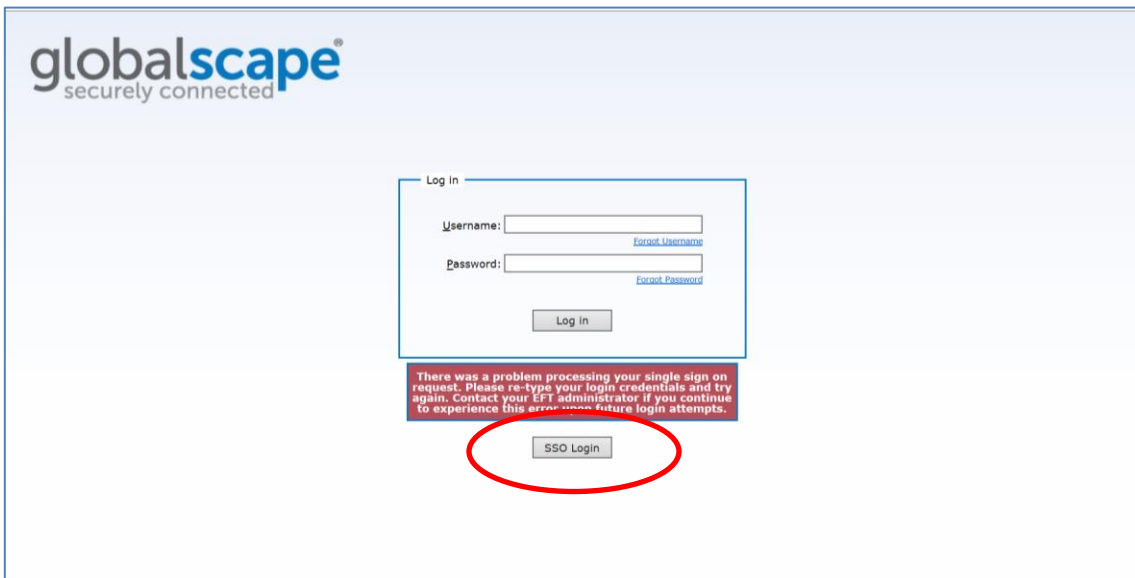 globalscape®
securely connected
Log in
Username:
Forgot Username
Password:
Forgot Password
Log in
There was a problem processing your single sign on
request. Please re-type your login credentials and try
again. Contact your EFT administrator if you continue
to experience this error upon future login attempts.
SSO Login